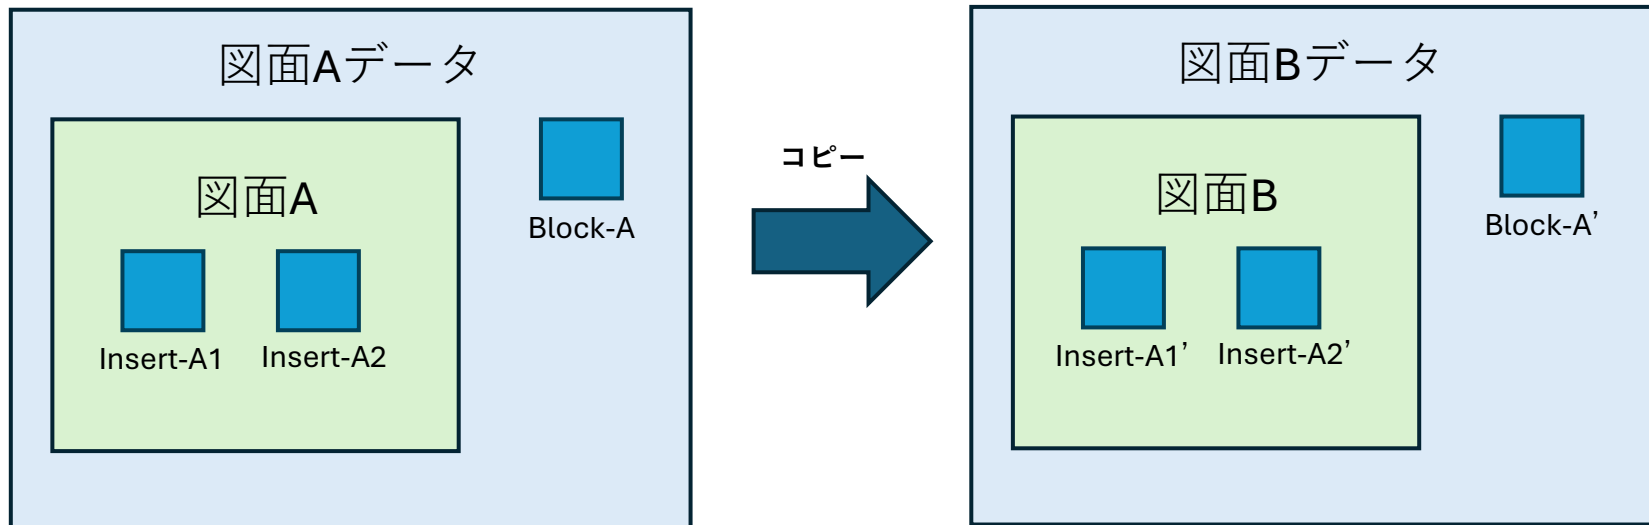 図面Aデータ
図面A
Block-A
Insert-A1
Insert-A2
コピー
図面Bデータ
図面B
Block-A’
Insert-A1’
Insert-A2’